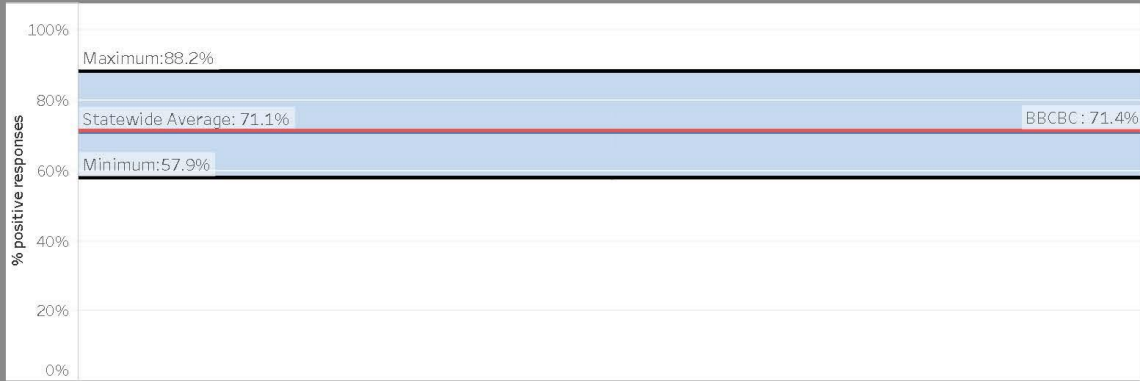 100%
Maximum:88.2%
80%
Statewide Average: 71.1%
BBCBC : 71.4%
Minimum:57.9%
60%
40%
20%
0%
% positive responses